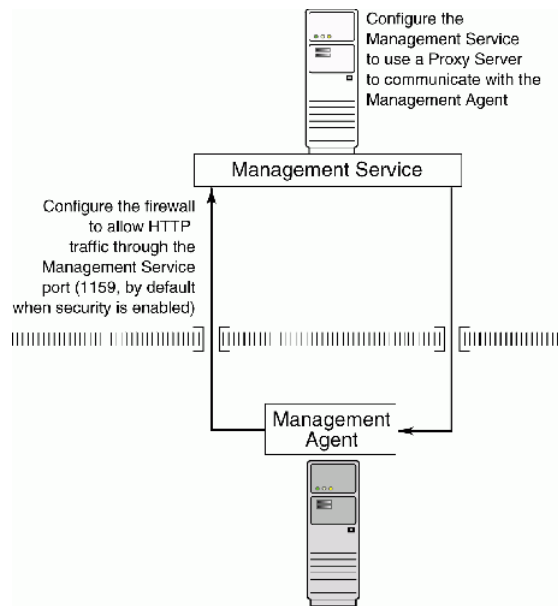 Configure the
Management Service
to use a Proxy Server
to communicate with the
Management Agent
Management Service
Configure the firewall
to allow HTTP
traffic through the
Management Service
port (1159, by default
when security is enabled)
Management
Agent